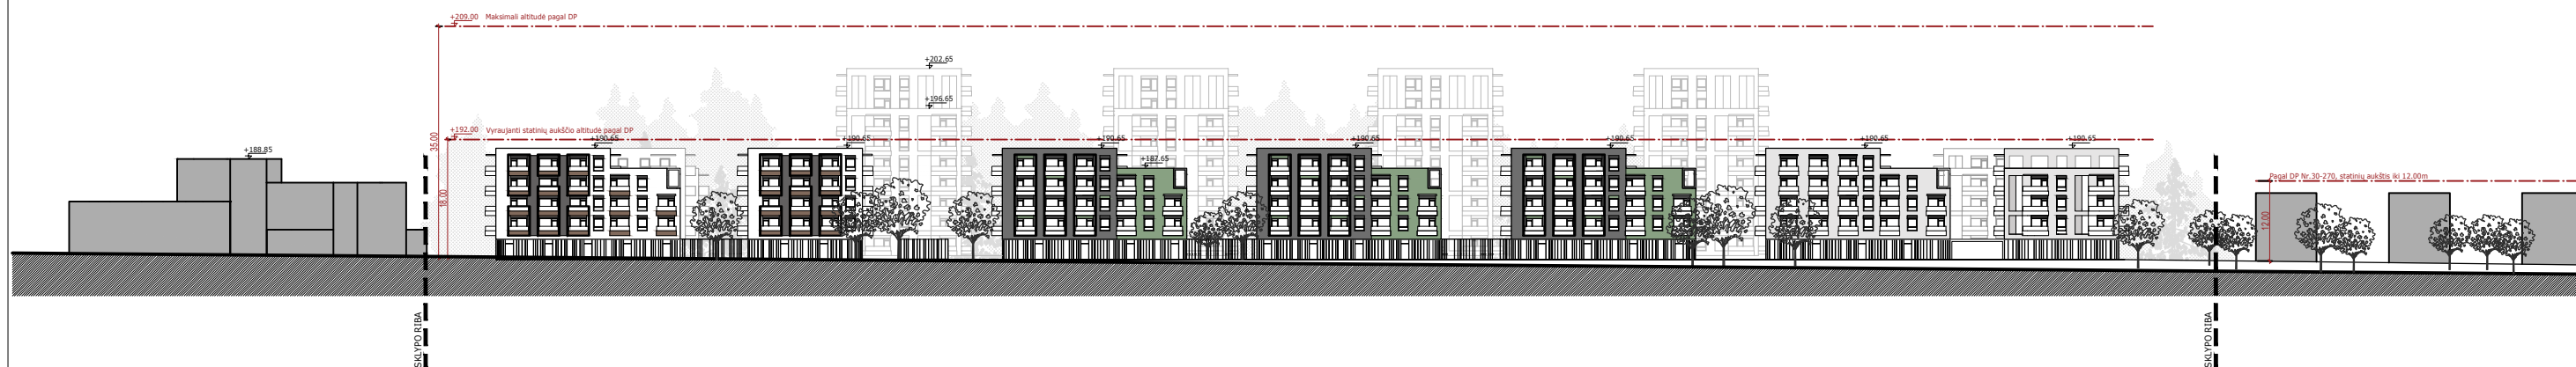 +209.00 Maksimali altitudė pagal DP
+202.65
+196.65
+192.00 Vyraujanti statinių aukščio altitudė pagal DP
35.00
18.00
+188.85
+190.65
+190.65
+190.65
+187.65
+190.65
+190.65
+190.65
+190.65
Pagal DP Nr.30-270, statinių aukštis iki 12.00m
12.00
SKLYPO RIBA
SKLYPO RIBA